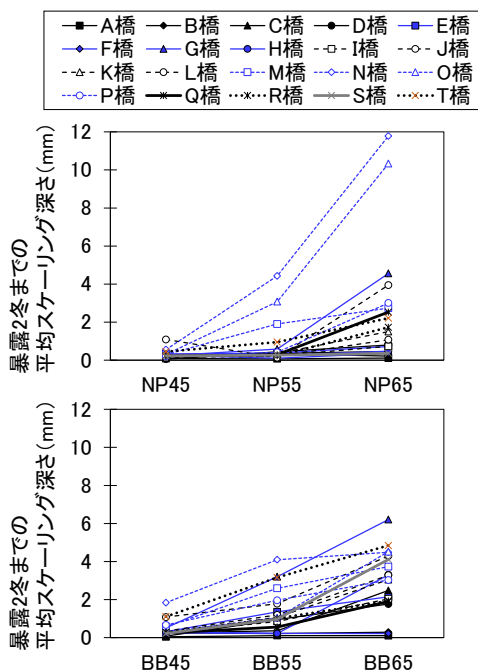 A橋 B橋 C橋 D橋 E橋
F橋 G橋 H橋 I橋 J橋
K橋 L橋 M橋 N橋 O橋
P橋 Q橋 R橋 S橋 T橋
暴露2冬までの
平均スケーリング深さ(mm)
12
10
8
6
4
2
0
NP45 NP55 NP65
暴露2冬までの
平均スケーリング深さ(mm)
12
10
8
6
4
2
0
BB45 BB55 BB65